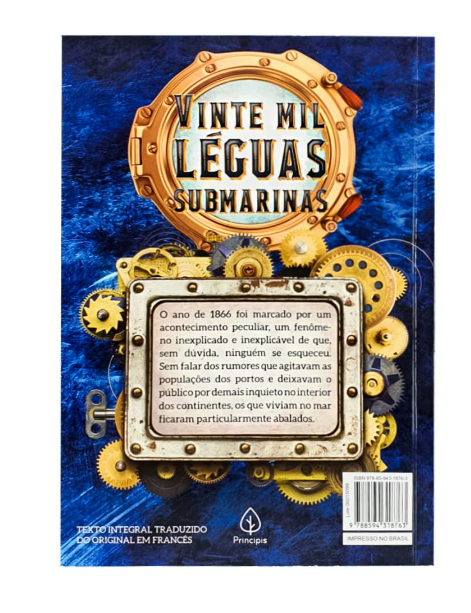 VINTE MIL
LÉGUAS
SUBMARINAS
O ano de 1866 foi marcado por um
acontecimento peculiar, um fenôme-
no inexplicado e inexplicável de que,
sem dúvida, ninguém se esqueceu.
Sem falar dos rumores que agitavam as
populações dos portos e deixavam o
público por demais inquieto no interior
dos continentes, os que viviam no mar
ficaram particularmente abalados.
TEXTO INTEGRAL TRADUZIDO
DO ORIGINAL EM FRANCÊS
Principis
9 788594 318763
IMPRESSO NO BRASIL